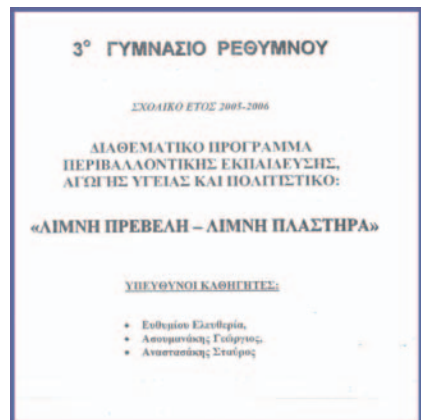 3° ΓΥΜΝΑΣΙΟ ΡΕΘΥΜΝΟΥ
ΣΧΟΛΙΚΟ ΕΤΟΣ 2005-2006
ΔΙΑΘΕΜΑΤΙΚΟ ΠΡΟΓΡΑΜΜΑ
ΠΕΡΙΒΑΛΛΟΝΤΙΚΗΣ ΕΚΠΑΙΔΕΥΣΗΣ,
ΑΓΩΓΗΣ ΥΓΕΙΑΣ ΚΑΙ ΠΟΛΙΤΙΣΤΙΚΟ:
«ΛΙΜΝΗ ΠΡΕΒΕΛΗ – ΛΙΜΝΗ ΠΛΑΣΤΗΡΑ»
ΥΠΕΥΘΥΝΟΙ ΚΑΘΗΓΗΤΕΣ:
• Ευθυμίου Ελευθερία,
• Ασουμανάκης Γεώργιος,
• Αναστασάκης Σταύρος